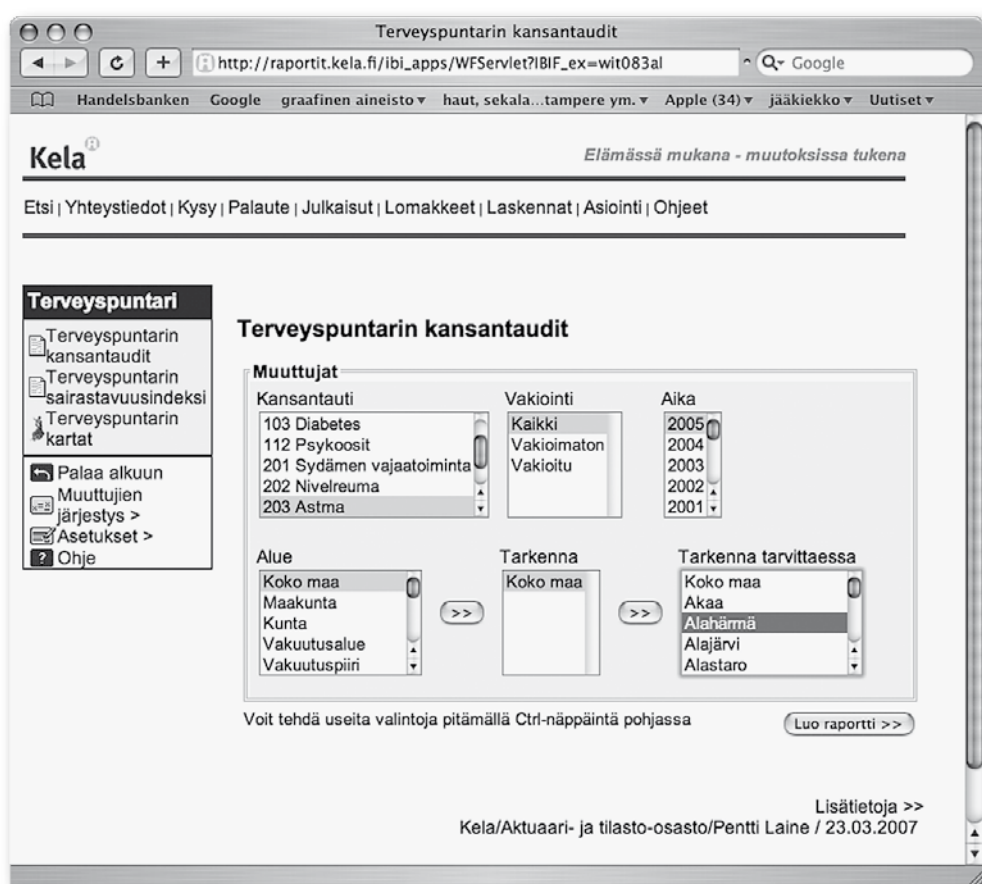 Terveyspuntarin kansantaudit
http://raportit.kela.fi/ibi_apps/WFServlet?IBIF_ex=wit083al
Google
Handelsbanken Google graafinen aineisto haut, sekala...tampere ym. Apple (34) jääkiekko Uutiset
Kela
Elämässä mukana - muutoksissa tukena
Etsi | Yhteystiedot | Kysy | Palaute | Julkaisut | Lomakkeet | Laskennat | Asiointi | Ohjeet
Terveyspuntari
Terveyspuntarin
kansantaudit
Terveyspuntarin
sairastavuusindeksi
Terveyspuntarin
kartat
Palaa alkuun
Muuttujien
järjestys >
Asetukset >
? Ohje
Terveyspuntarin kansantaudit
Muuttujat
Kansantauti
103 Diabetes
112 Psykoosit
201 Sydämen vajaatoiminta
202 Nivelreuma
203 Astma
Vakiointi
Kaikki
Vakioimaton
Vakioitu
Aika
2005
2004
2003
2002
2001
Alue
Koko maa
Maakunta
Kunta
Vakuutusalue
Vakuutuspiiri
>>
Tarkenna
Koko maa
>>
Tarkenna tarvittaessa
Koko maa
Akaa
Alahärmä
Alajärvi
Alastaro
Voit tehdä useita valintoja pitämällä Ctrl-näppäintä pohjassa
Luo raportti >>
Lisätietoja >>
Kela/Aktuaari- ja tilasto-osasto/Pentti Laine / 23.03.2007